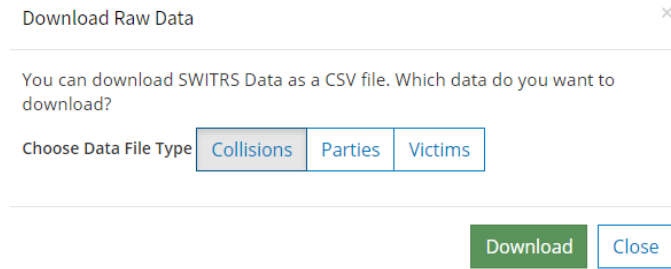 Download Raw Data
You can download SWITRS Data as a CSV file. Which data do you want to
download?
Choose Data File Type Collisions Parties Victims
Download Close